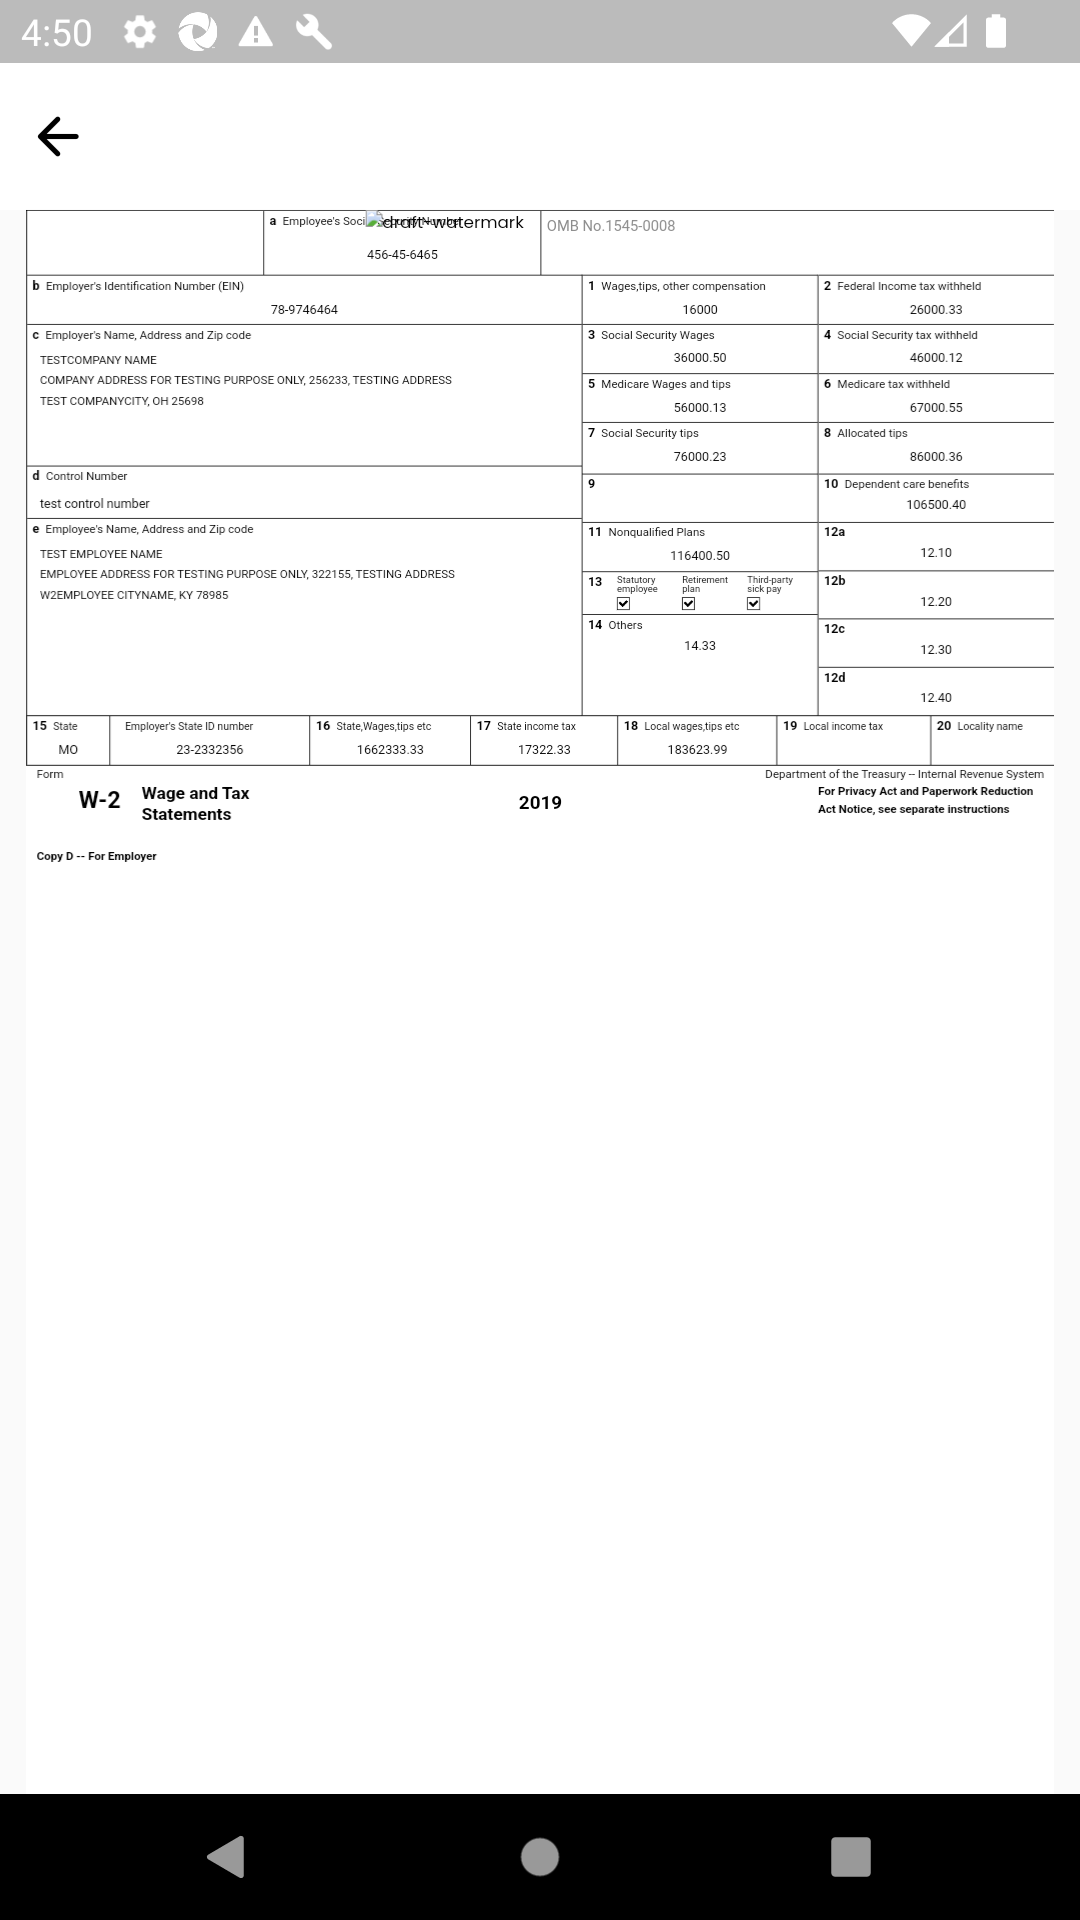 4:50
a Employee's Social Security Number
draft-watermark
OMB No.1545-0008
456-45-6465
b Employer's Identification Number (EIN)
78-9746464
1 Wages,tips, other compensation
16000
2 Federal Income tax withheld
26000.33
c Employer's Name, Address and Zip code
TESTCOMPANY NAME
COMPANY ADDRESS FOR TESTING PURPOSE ONLY, 256233, TESTING ADDRESS
TEST COMPANYCITY, OH 25698
3 Social Security Wages
36000.50
4 Social Security tax withheld
46000.12
5 Medicare Wages and tips
56000.13
6 Medicare tax withheld
67000.55
7 Social Security tips
76000.23
8 Allocated tips
86000.36
d Control Number
test control number
9
10 Dependent care benefits
106500.40
e Employee's Name, Address and Zip code
TEST EMPLOYEE NAME
EMPLOYEE ADDRESS FOR TESTING PURPOSE ONLY, 322155, TESTING ADDRESS
W2EMPLOYEE CITYNAME, KY 78985
11 Nonqualified Plans
116400.50
12a
12.10
13 Statutory employee Retirement plan Third-party sick pay
12b
12.20
14 Others
14.33
12c
12.30
12d
12.40
15 State
MO
Employer's State ID number
23-2332356
16 State,Wages,tips etc
1662333.33
17 State income tax
17322.33
18 Local wages,tips etc
183623.99
19 Local income tax
20 Locality name
Form
W-2 Wage and Tax
Statements
2019
Department of the Treasury -- Internal Revenue System
For Privacy Act and Paperwork Reduction
Act Notice, see separate instructions
Copy D -- For Employer